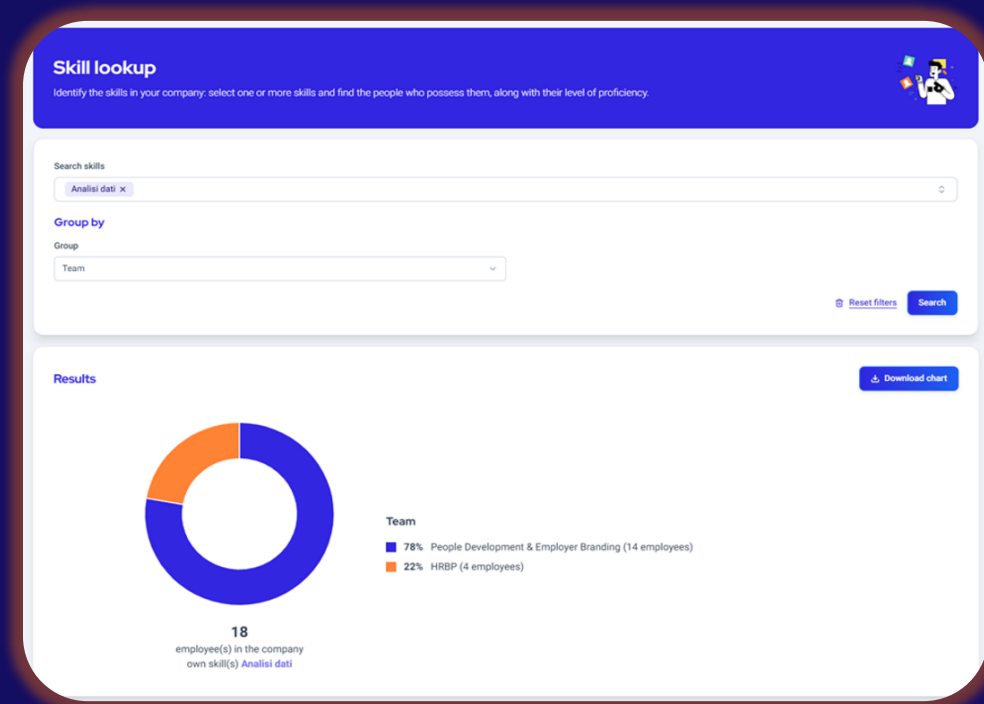 Skill lookup
Identify the skills in your company: select one or more skills and find the people who possess them, along with their level of proficiency.
Search skills
Analisi dati ×
Group by
Group
Team
Reset filters
Search
Results
Download chart
Team
78% People Development & Employer Branding (14 employees)
22% HRBP (4 employees)
18
employee(s) in the company
own skill(s) Analisi dati